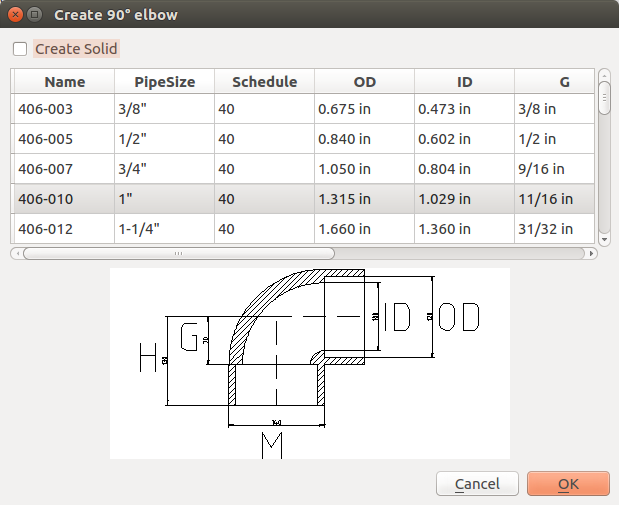 Create 90° elbow
Create Solid
Name PipeSize Schedule OD ID G
406-003 3/8" 40 0.675 in 0.473 in 3/8 in
406-005 1/2" 40 0.840 in 0.602 in 1/2 in
406-007 3/4" 40 1.050 in 0.804 in 9/16 in
406-010 1" 40 1.315 in 1.029 in 11/16 in
406-012 1-1/4" 40 1.660 in 1.360 in 31/32 in
H G ID OD
M
Cancel OK